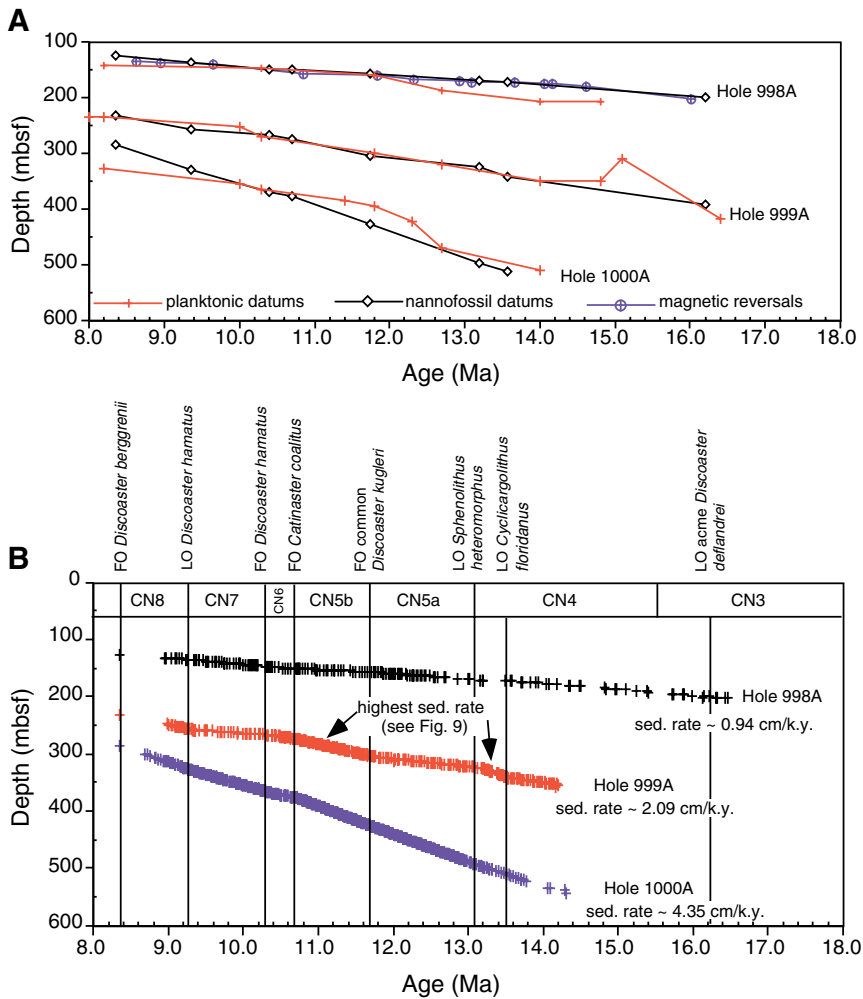 A
100
200
300
400
500
600
Depth (mbsf)
Hole 998A
Hole 999A
Hole 1000A
planktonic datums
nannofossil datums
magnetic reversals
8.0 9.0 10.0 11.0 12.0 13.0 14.0 15.0 16.0 17.0 18.0
Age (Ma)
FO Discoaster berggrenii
LO Discoaster hamatus
FO Discoaster hamatus
FO Catinaster coalitus
FO common
Discoaster kugleri
LO Sphenolithus
heteromorphus
LO Cyclicargolithus
floridanus
LO acme Discoaster
deflandrei
B
0
100
200
300
400
500
600
Depth (mbsf)
CN8 CN7 CN6 CN5b CN5a CN4 CN3
Hole 998A
sed. rate ~ 0.94 cm/k.y.
highest sed. rate
(see Fig. 9)
Hole 999A
sed. rate ~ 2.09 cm/k.y.
Hole 1000A
sed. rate ~ 4.35 cm/k.y.
8.0 9.0 10.0 11.0 12.0 13.0 14.0 15.0 16.0 17.0 18.0
Age (Ma)